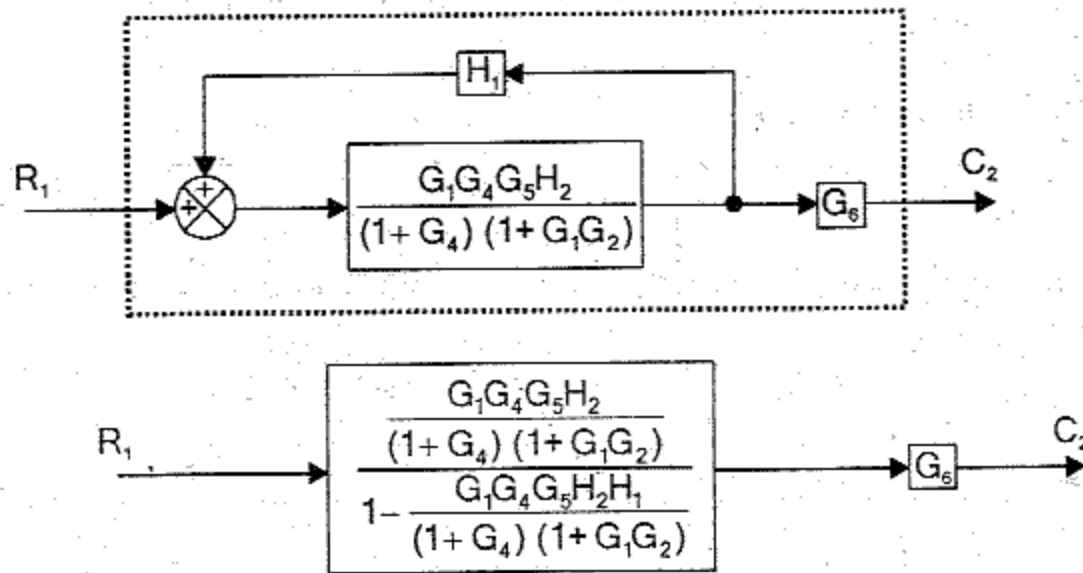 H₁
R₁
+
+
G₁G₄G₅H₂
(1+ G₄) (1+ G₁G₂)
G₆
C₂
R₁
G₁G₄G₅H₂
(1+ G₄) (1+ G₁G₂)
1- G₁G₄G₅H₂H₁
(1+ G₄) (1+ G₁G₂)
G₆
C₂